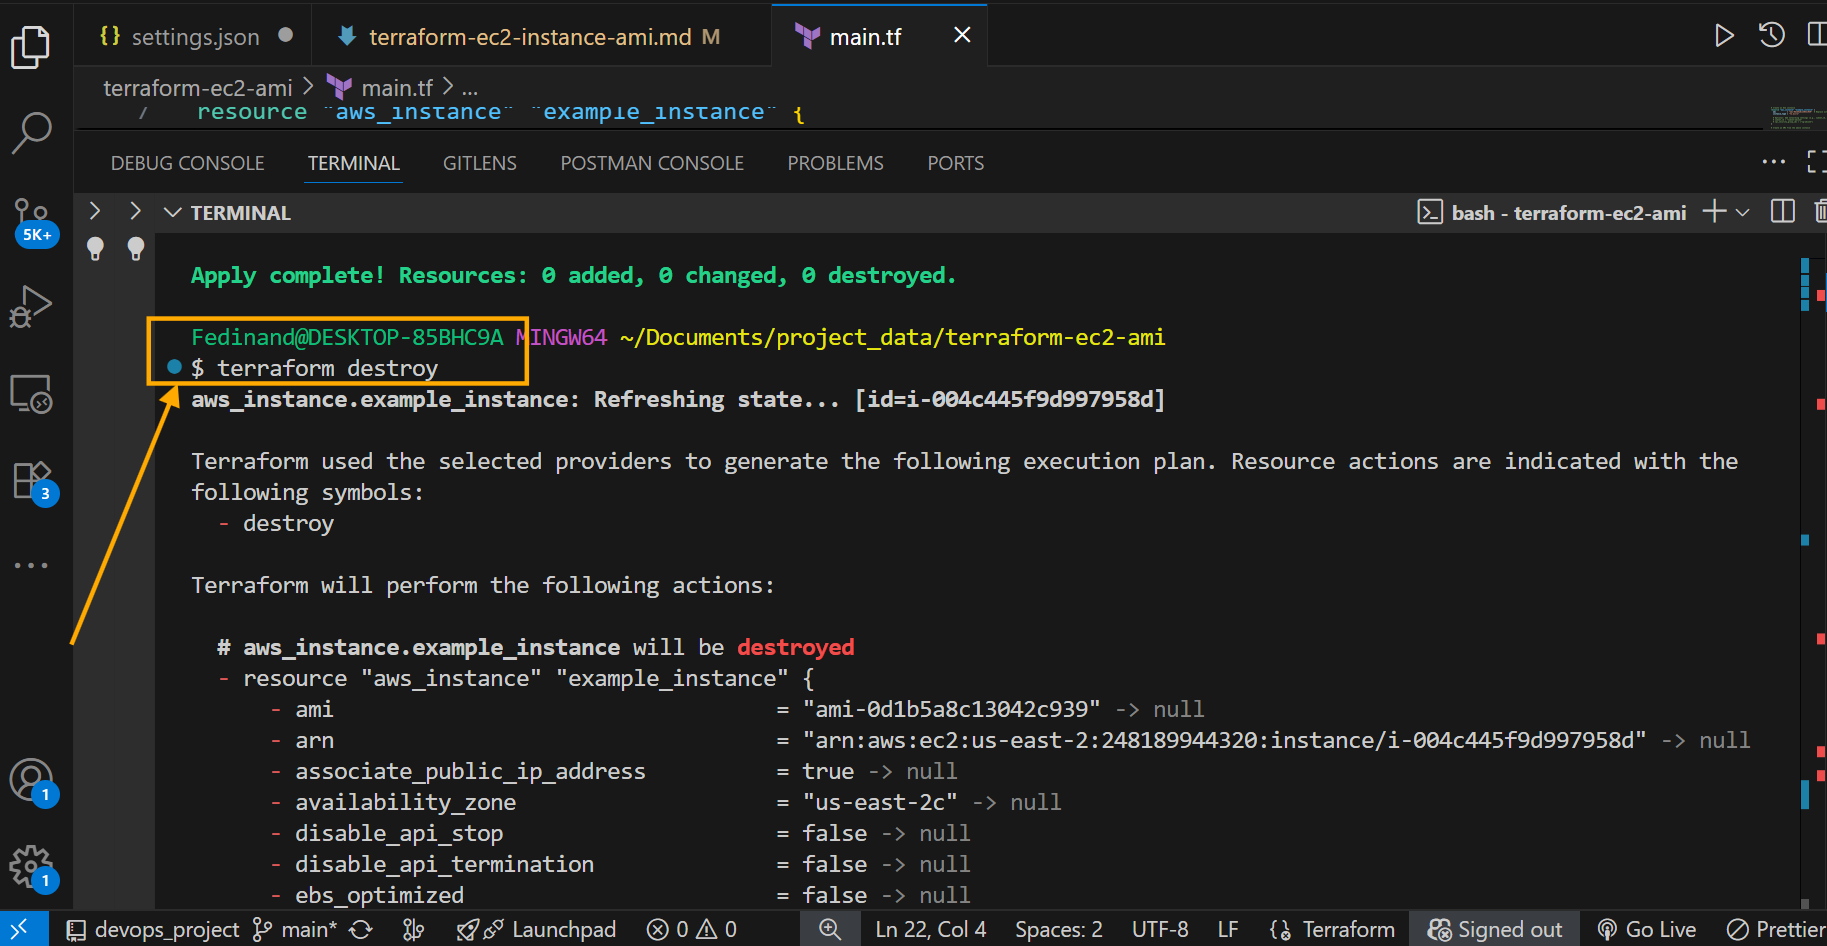 settings.json
terraform-ec2-instance-ami.md M
main.tf
terraform-ec2-ami > main.tf > ...
7 resource "aws_instance" "example_instance" {
DEBUG CONSOLE TERMINAL GITLENS POSTMAN CONSOLE PROBLEMS PORTS
TERMINAL
bash - terraform-ec2-ami
5K+
Apply complete! Resources: 0 added, 0 changed, 0 destroyed.
Fedinand@DESKTOP-85BHC9A MINGW64 ~/Documents/project_data/terraform-ec2-ami
$ terraform destroy
aws_instance.example_instance: Refreshing state... [id=i-004c445f9d997958d]
Terraform used the selected providers to generate the following execution plan. Resource actions are indicated with the
following symbols:
- destroy
3
Terraform will perform the following actions:
# aws_instance.example_instance will be destroyed
- resource "aws_instance" "example_instance" {
- ami = "ami-0d1b5a8c13042c939" -> null
- arn = "arn:aws:ec2:us-east-2:248189944320:instance/i-004c445f9d997958d" -> null
- associate_public_ip_address = true -> null
- availability_zone = "us-east-2c" -> null
- disable_api_stop = false -> null
- disable_api_termination = false -> null
- ebs_optimized = false -> null
1
1
devops_project main* Launchpad 0 0 Ln 22, Col 4 Spaces: 2 UTF-8 LF {} Terraform Signed out Go Live Prettier